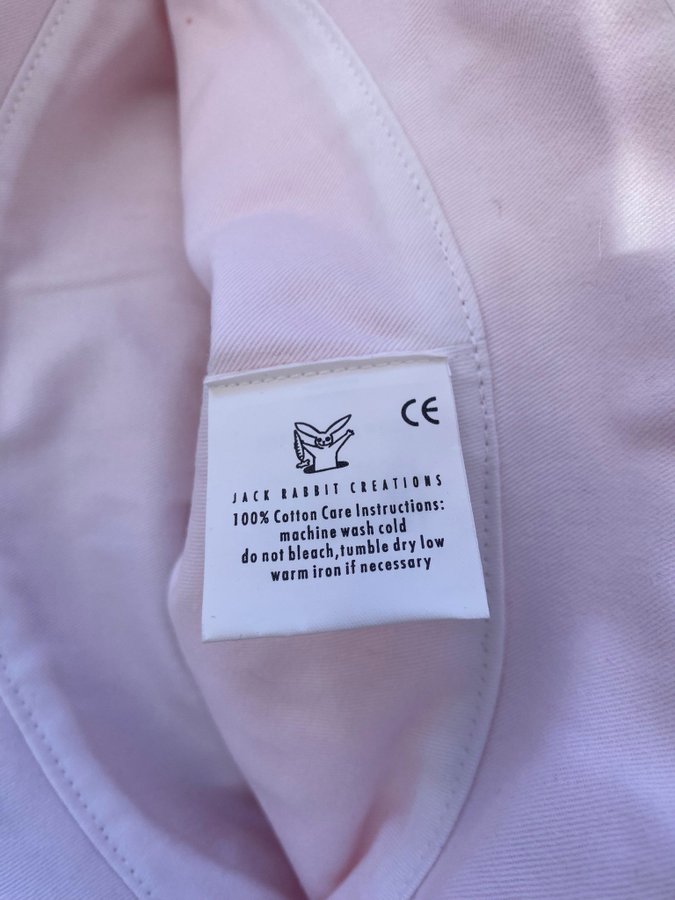 CE
JACK RABBIT CREATIONS
100% Cotton Care Instructions:
machine wash cold
do not bleach,tumble dry low
warm iron if necessary